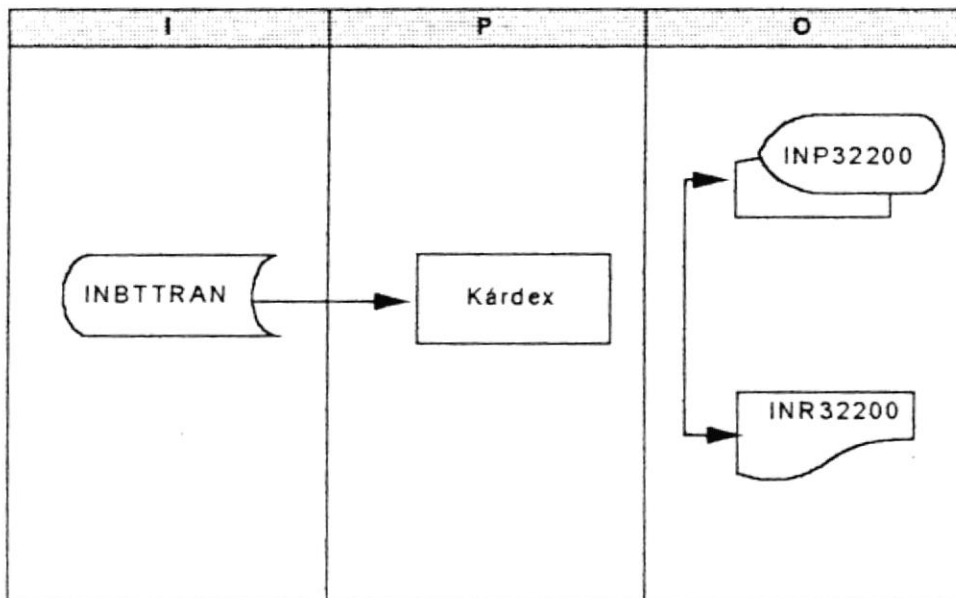 I P O
INP32200
INBTTRAN
Kárdex
INR32200